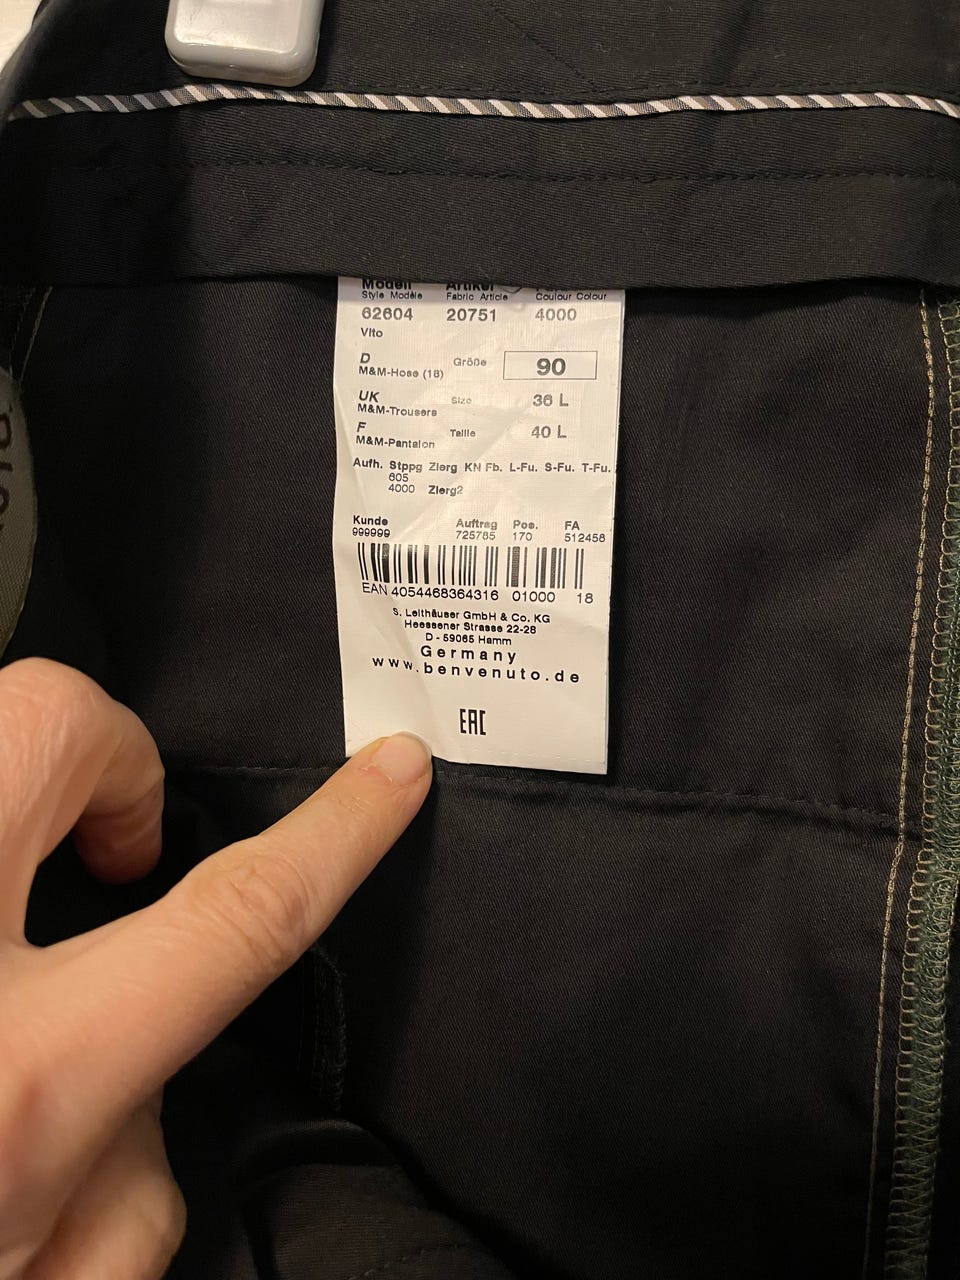 Modell Artikel
Style Modèle Fabric Article Coulour Colour
62604 20751 4000
Vito
D
M&M-Hose (18) Größe 90
UK
M&M-Trousers Size 36 L
F
M&M-Pantalon Taille 40 L
Aufh. Stppg Zierg KN Fb. L-Fu. S-Fu. T-Fu.
605
4000 Zierg2
Kunde Auftrag Pos. FA
999999 725785 170 512458
EAN 4054468364316 01000 18
S. Leithäuser GmbH & Co. KG
Heessener Strasse 22-28
D - 59065 Hamm
Germany
www.benvenuto.de
EAC